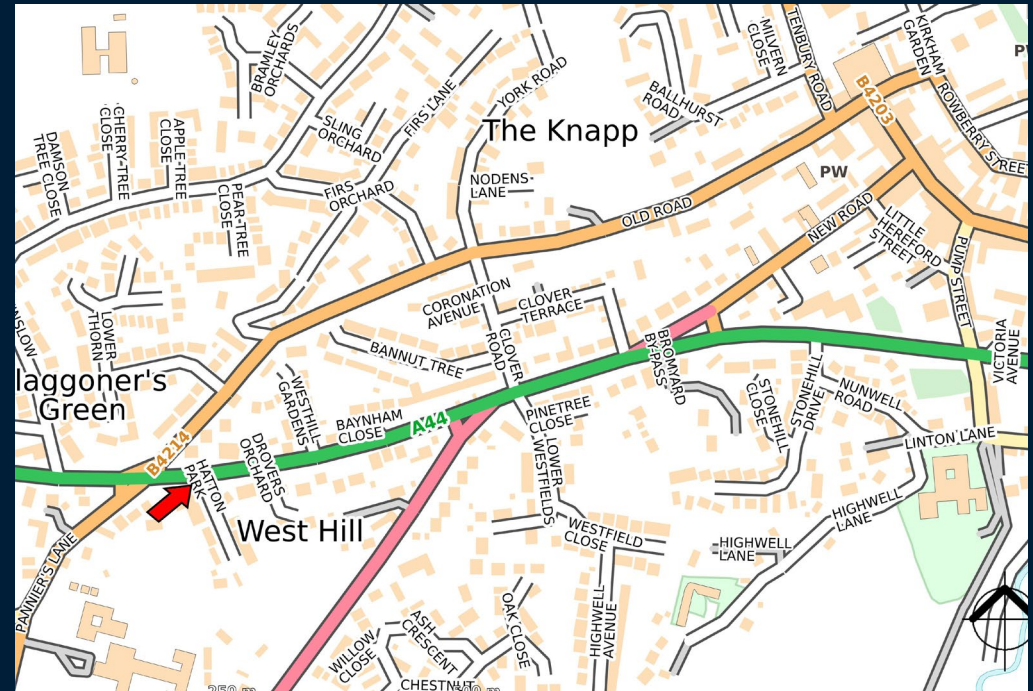 BRAMLEY
ORCHARDS
FIRS LANE
YORK ROAD
The Knapp
BALLHURST
ROAD
MILVERN
CLOSE
TENBURY ROAD
KIRKHAM
GARDEN
B4203
ROWBERRY STREE
DAMSON
TREE CLOSE
CHERRY-TREE
CLOSE
APPLE-TREE
CLOSE
PEAR-TREE
CLOSE
SLING
ORCHARD
FIRS
ORCHARD
NODENS
LANE
OLD ROAD
PW
NEW ROAD
LITTLE
HEREFORD
STREET
PUMP STREET
VICTORIA
AVENUE
CORONATION
AVENUE
CLOVER
TERRACE
CLOVER
ROAD
BANNUT TREE
BROMYARD
BY-PASS
NSLOW
LOWER
THORN
laggoner's
Green
WESTHILL
GARDENS
BAYNHAM
CLOSE
A44
PINETREE
CLOSE
LOWER
WESTFIELDS
STONEHILL
CLOSE
STONEHILL
DRIVE
NUNWELL
ROAD
LINTON LANE
B4214
HATTON
PARK
DROVERS
ORCHARD
West Hill
WESTFIELD
CLOSE
HIGHWELL
LANE
HIGHWELL
LANE
HIGHWELL
AVENUE
PANNIER'S LANE
WILLOW
CLOSE
ASH
CRESCENT
OAK CLOSE
CHESTNUT
250 m